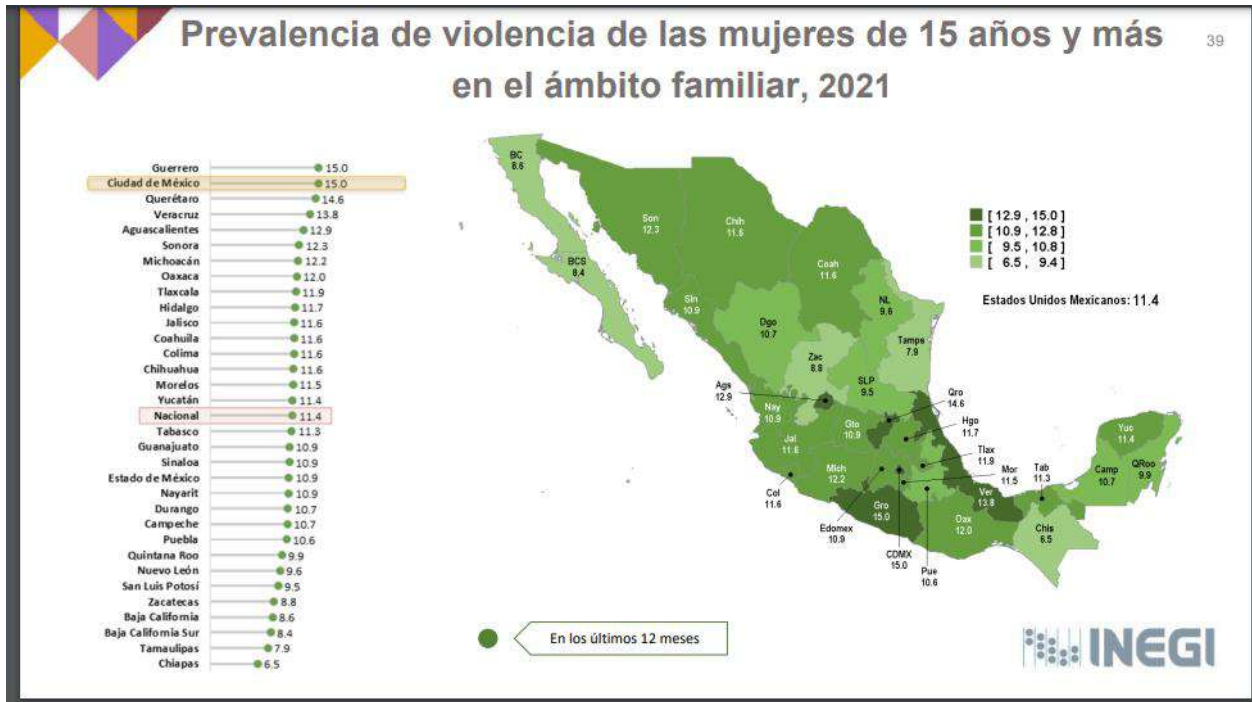 Prevalencia de violencia de las mujeres de 15 años y más
en el ámbito familiar, 2021
39
Guerrero 15.0
Ciudad de México 15.0
Querétaro 14.6
Veracruz 13.8
Aguascalientes 12.9
Sonora 12.3
Michoacán 12.2
Oaxaca 12.0
Tlaxcala 11.9
Hidalgo 11.7
Jalisco 11.6
Coahuila 11.6
Colima 11.6
Chihuahua 11.6
Morelos 11.5
Yucatán 11.4
Nacional 11.4
Tabasco 11.3
Guanajuato 10.9
Sinaloa 10.9
Estado de México 10.9
Nayarit 10.9
Durango 10.7
Campeche 10.7
Puebla 10.6
Quintana Roo 9.9
Nuevo León 9.6
San Luis Potosí 9.5
Zacatecas 8.8
Baja California 8.6
Baja California Sur 8.4
Tamaulipas 7.9
Chiapas 6.5
BC
8.6
Son
12.3
Chih
11.6
BCS
8.4
Coah
11.6
Sin
10.9
NL
9.6
Dgo
10.7
Tamps
7.9
Zac
8.8
SLP
9.5
Ags
12.9
Qro
14.6
Nay
10.9
Gto
10.9
Hgo
11.7
Jal
11.6
Tlax
11.9
Mich
12.2
Mor
11.5
Tab
11.3
Yuc
11.4
Camp
10.7
QRoo
9.9
Col
11.6
Ver
13.8
Gro
15.0
Edomex
10.9
Oax
12.0
Chis
6.5
CDMX
15.0
Pue
10.6
[ 12.9 , 15.0 ]
[ 10.9 , 12.8 ]
[ 9.5 , 10.8 ]
[ 6.5 , 9.4 ]
Estados Unidos Mexicanos: 11.4
En los últimos 12 meses
INEGI